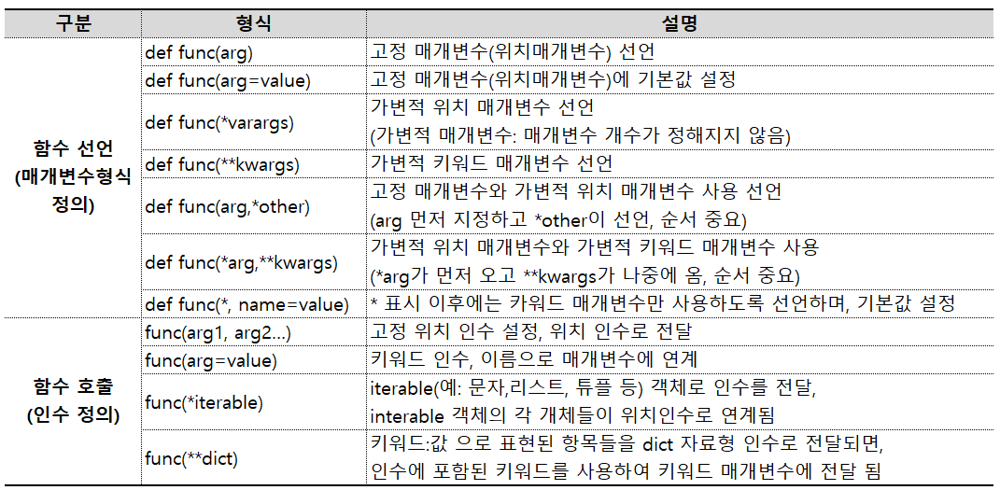 구분 형식 설명
함수 선언
(매개변수형식
정의)
def func(arg) 고정 매개변수(위치매개변수) 선언
def func(arg=value) 고정 매개변수(위치매개변수)에 기본값 설정
def func(*varargs) 가변적 위치 매개변수 선언
(가변적 매개변수: 매개변수 개수가 정해지지 않음)
def func(**kwargs) 가변적 키워드 매개변수 선언
def func(arg,*other) 고정 매개변수와 가변적 위치 매개변수 사용 선언
(arg 먼저 지정하고 *other이 선언, 순서 중요)
def func(*arg,**kwargs) 가변적 위치 매개변수와 가변적 키워드 매개변수 사용
(*arg가 먼저 오고 **kwargs가 나중에 옴, 순서 중요)
def func(*, name=value) * 표시 이후에는 카워드 매개변수만 사용하도록 선언하며, 기본값 설정
함수 호출
(인수 정의)
func(arg1, arg2...) 고정 위치 인수 설정, 위치 인수로 전달
func(arg=value) 키워드 인수, 이름으로 매개변수에 연계
func(*iterable) iterable(예: 문자,리스트, 튜플 등) 객체로 인수를 전달,
interable 객체의 각 개체들이 위치인수로 연계됨
func(**dict) 키워드:값 으로 표현된 항목들을 dict 자료형 인수로 전달되면,
인수에 포함된 키워드를 사용하여 키워드 매개변수에 전달 됨